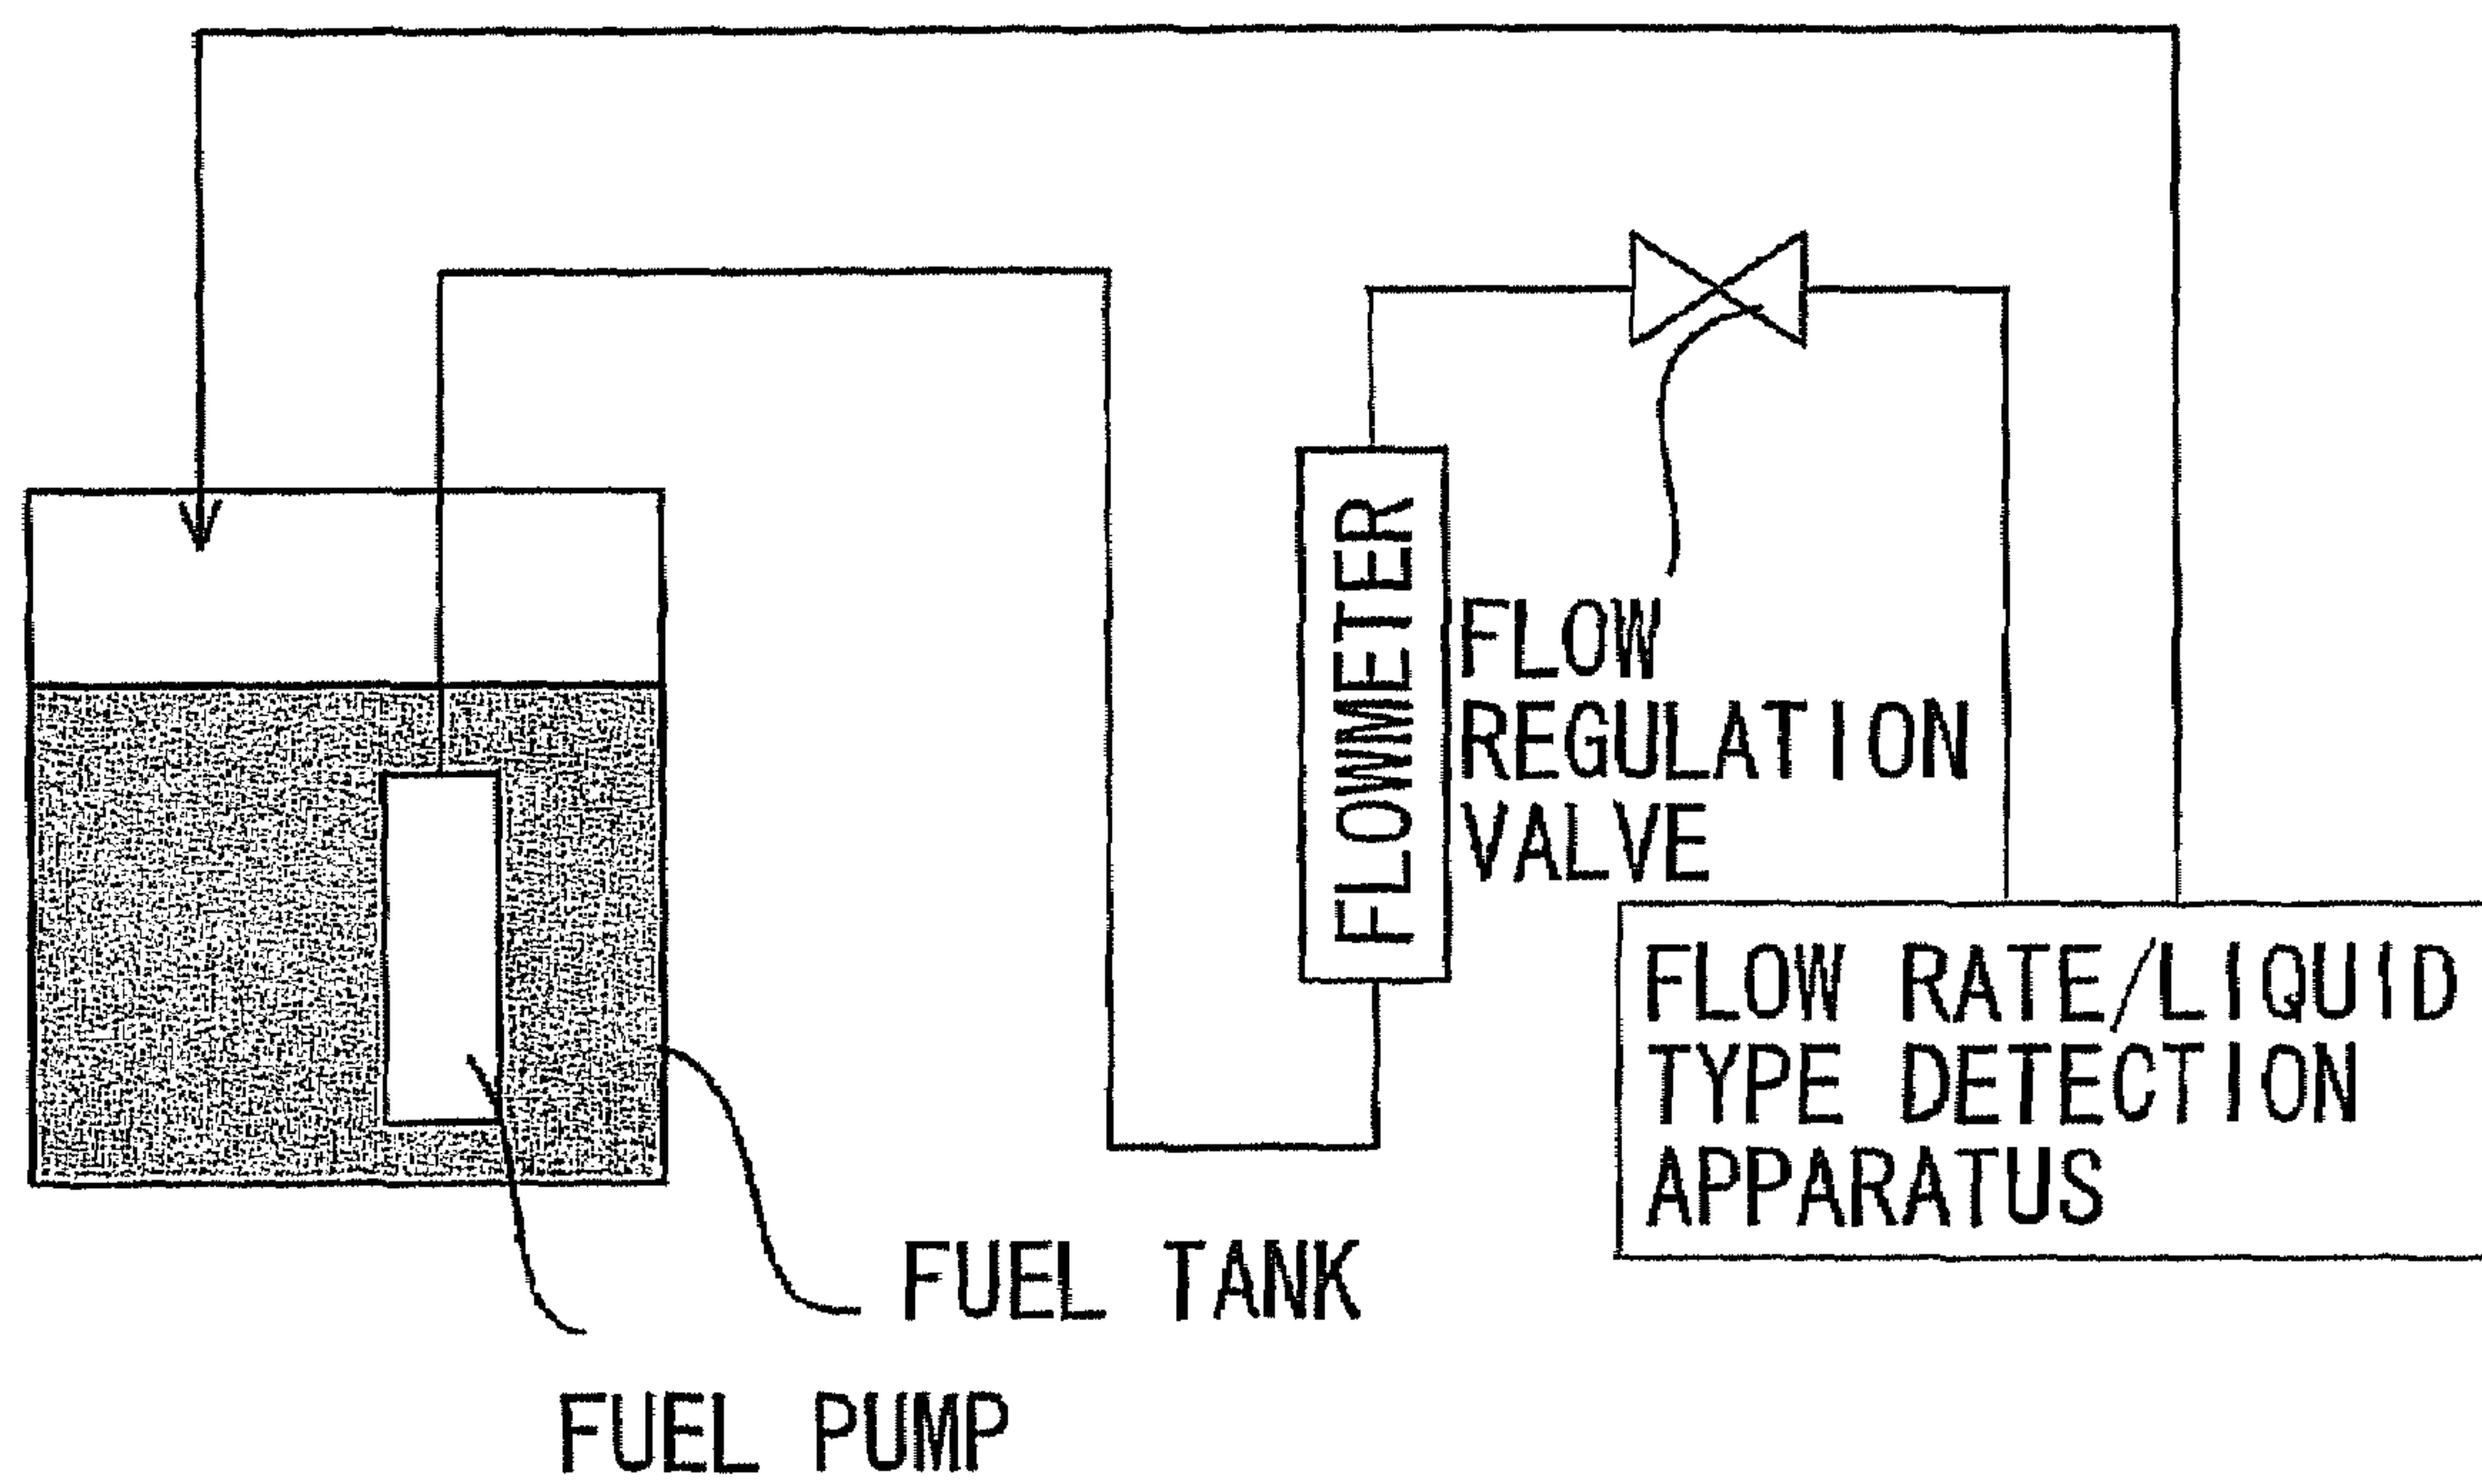 FLOWMETER
FLOW
REGULATION
VALVE
FLOW RATE/LIQUID
TYPE DETECTION
APPARATUS
FUEL TANK
FUEL PUMP